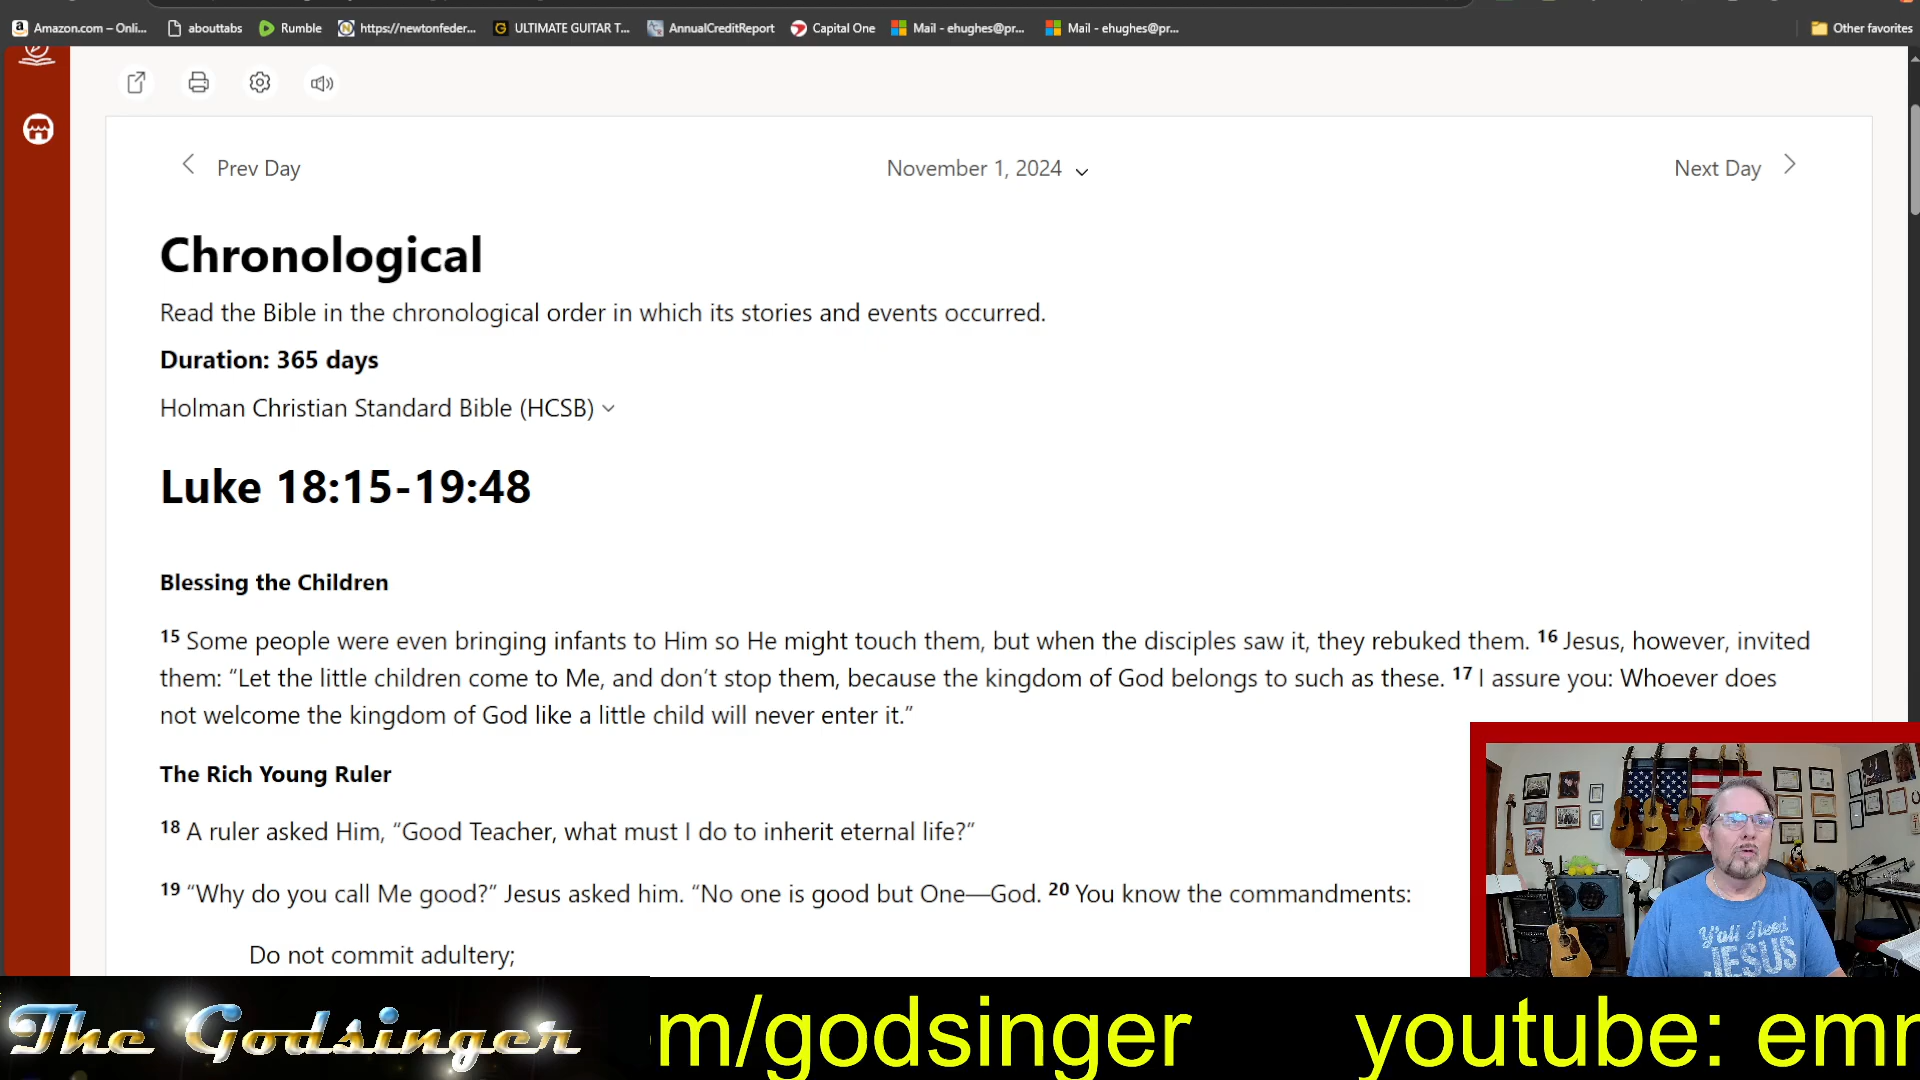 Amazon.com – Onli...
abouttabs
Rumble
https://newtonfeder...
ULTIMATE GUITAR T...
AnnualCreditReport
Capital One
Mail - ehughes@pr...
Mail - ehughes@pr...
Other favorites
Prev Day
November 1, 2024
Next Day
Chronological
Read the Bible in the chronological order in which its stories and events occurred.
Duration: 365 days
Holman Christian Standard Bible (HCSB)
Luke 18:15-19:48
Blessing the Children
15 Some people were even bringing infants to Him so He might touch them, but when the disciples saw it, they rebuked them. 16 Jesus, however, invited
them: “Let the little children come to Me, and don’t stop them, because the kingdom of God belongs to such as these. 17 I assure you: Whoever does
not welcome the kingdom of God like a little child will never enter it.”
The Rich Young Ruler
18 A ruler asked Him, “Good Teacher, what must I do to inherit eternal life?”
19 “Why do you call Me good?” Jesus asked him. “No one is good but One—God. 20 You know the commandments:
Do not commit adultery;
Y'all Need
JESUS
The Godsinger
m/godsinger
youtube: emr